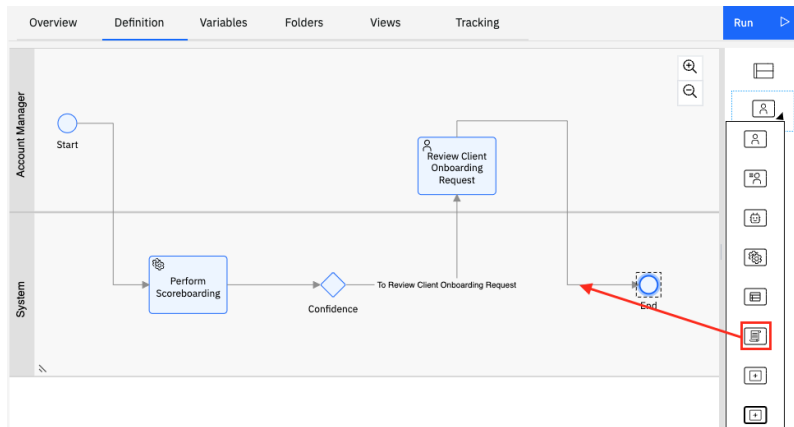 Overview
Definition
Variables
Folders
Views
Tracking
Run
Account Manager
Start
Review Client
Onboarding
Request
System
Perform
Scoreboarding
Confidence
To Review Client Onboarding Request
End